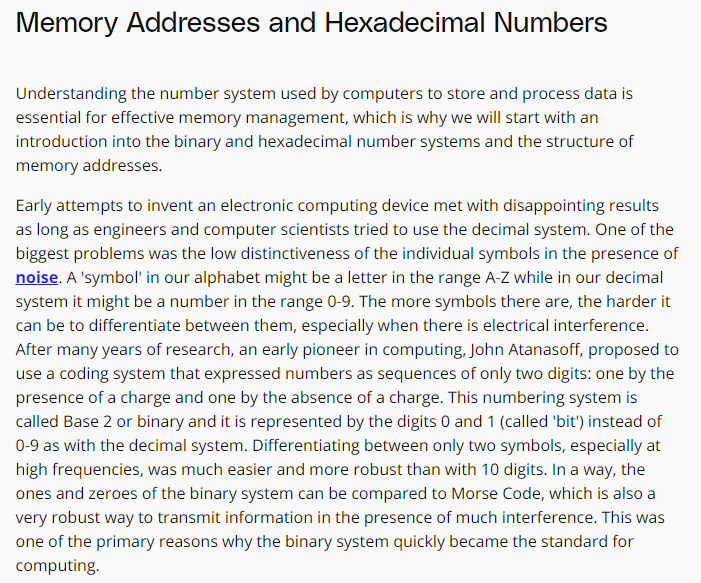 Memory Addresses and Hexadecimal Numbers
Understanding the number system used by computers to store and process data is
essential for effective memory management, which is why we will start with an
introduction into the binary and hexadecimal number systems and the structure of
memory addresses.
Early attempts to invent an electronic computing device met with disappointing results
as long as engineers and computer scientists tried to use the decimal system. One of the
biggest problems was the low distinctiveness of the individual symbols in the presence of
noise. A 'symbol' in our alphabet might be a letter in the range A-Z while in our decimal
system it might be a number in the range 0-9. The more symbols there are, the harder it
can be to differentiate between them, especially when there is electrical interference.
After many years of research, an early pioneer in computing, John Atanasoff, proposed to
use a coding system that expressed numbers as sequences of only two digits: one by the
presence of a charge and one by the absence of a charge. This numbering system is
called Base 2 or binary and it is represented by the digits 0 and 1 (called 'bit') instead of
0-9 as with the decimal system. Differentiating between only two symbols, especially at
high frequencies, was much easier and more robust than with 10 digits. In a way, the
ones and zeroes of the binary system can be compared to Morse Code, which is also a
very robust way to transmit information in the presence of much interference. This was
one of the primary reasons why the binary system quickly became the standard for
computing.